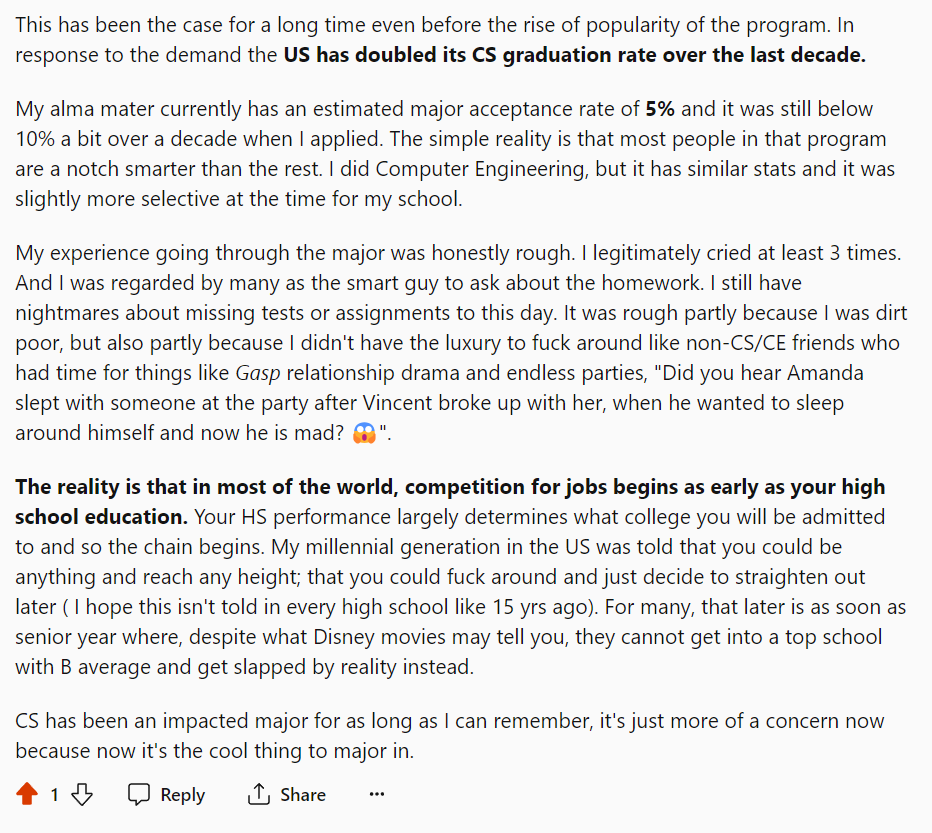 This has been the case for a long time even before the rise of popularity of the program. In
response to the demand the US has doubled its CS graduation rate over the last decade.
My alma mater currently has an estimated major acceptance rate of 5% and it was still below
10% a bit over a decade when I applied. The simple reality is that most people in that program
are a notch smarter than the rest. I did Computer Engineering, but it has similar stats and it was
slightly more selective at the time for my school.
My experience going through the major was honestly rough. I legitimately cried at least 3 times.
And I was regarded by many as the smart guy to ask about the homework. I still have
nightmares about missing tests or assignments to this day. It was rough partly because I was dirt
poor, but also partly because I didn't have the luxury to fuck around like non-CS/CE friends who
had time for things like Gasp relationship drama and endless parties, "Did you hear Amanda
slept with someone at the party after Vincent broke up with her, when he wanted to sleep
around himself and now he is mad? 😱".
The reality is that in most of the world, competition for jobs begins as early as your high
school education. Your HS performance largely determines what college you will be admitted
to and so the chain begins. My millennial generation in the US was told that you could be
anything and reach any height; that you could fuck around and just decide to straighten out
later ( I hope this isn't told in every high school like 15 yrs ago). For many, that later is as soon as
senior year where, despite what Disney movies may tell you, they cannot get into a top school
with B average and get slapped by reality instead.
CS has been an impacted major for as long as I can remember, it's just more of a concern now
because now it's the cool thing to major in.
1 Reply Share ...